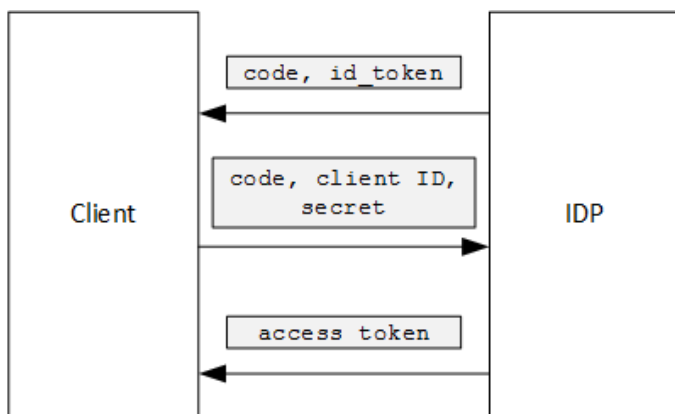 code, id_token
code, client ID,
secret
Client
IDP
access token